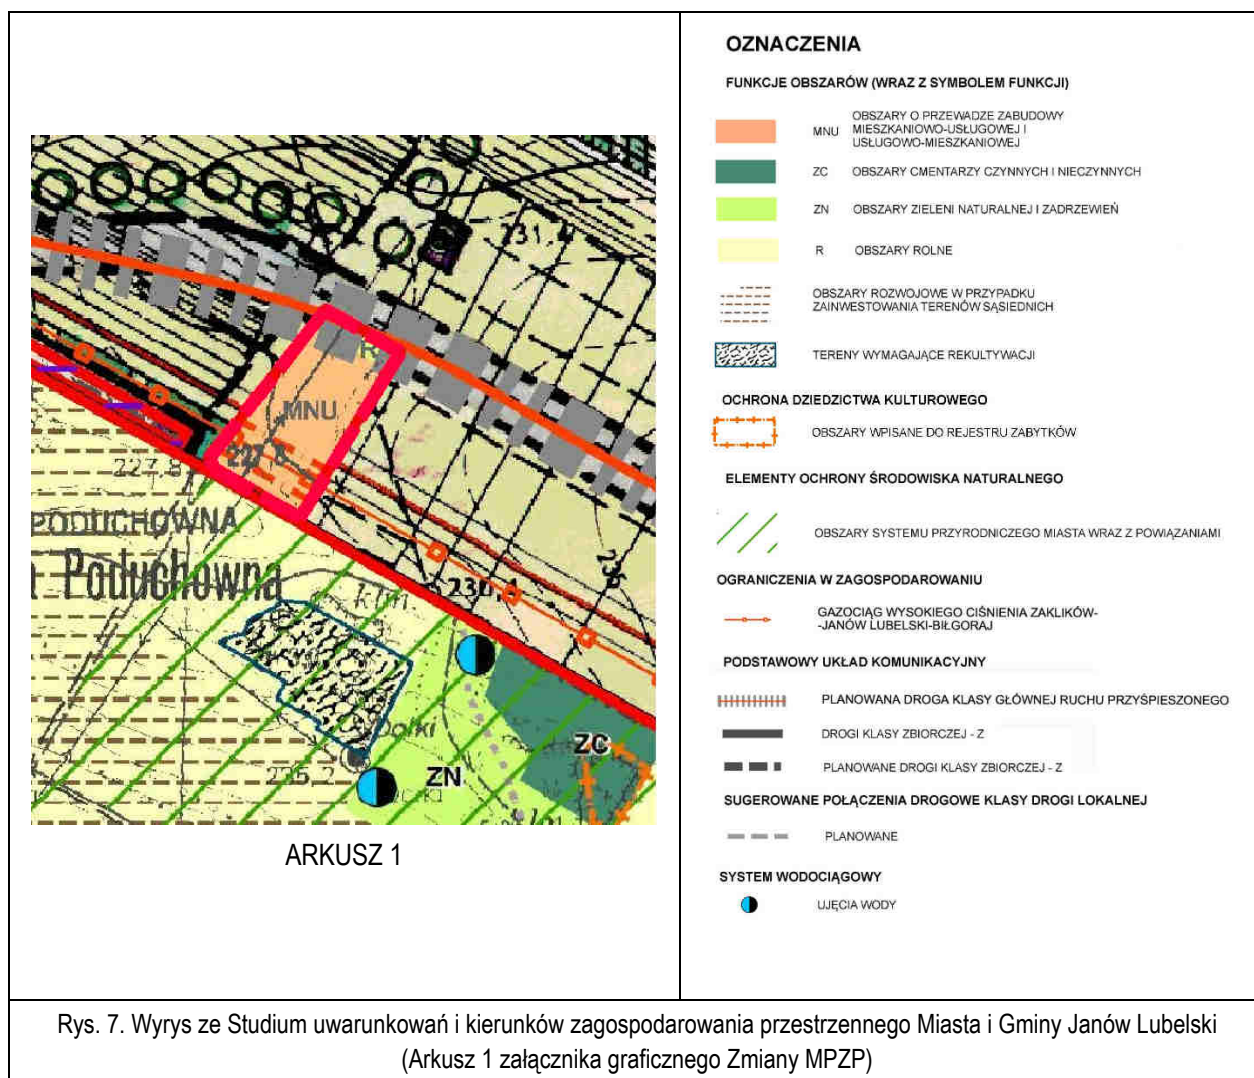 231.4
R
MNU
227,8
227,8
PODUCHOWNA
Poduchowna
klm.
230,4
236
Dołki
ZC
235,2
ZN
ARKUSZ 1
OZNACZENIA
FUNKCJE OBSZARÓW (WRAZ Z SYMBOLEM FUNKCJI)
MNU OBSZARY O PRZEWADZE ZABUDOWY
MIESZKANIOWO-USŁUGOWEJ I
USŁUGOWO-MIESZKANIOWEJ
ZC OBSZARY CMENTARZY CZYNNYCH I NIECZYNNYCH
ZN OBSZARY ZIELENI NATURALNEJ I ZADRZEWIEŃ
R OBSZARY ROLNE
OBSZARY ROZWOJOWE W PRZYPADKU
ZAINWESTOWANIA TERENÓW SĄSIEDNICH
TERENY WYMAGAJĄCE REKULTYWACJI
OCHRONA DZIEDZICTWA KULTUROWEGO
OBSZARY WPISANE DO REJESTRU ZABYTKÓW
ELEMENTY OCHRONY ŚRODOWISKA NATURALNEGO
OBSZARY SYSTEMU PRZYRODNICZEGO MIASTA WRAZ Z POWIĄZANIAMI
OGRANICZENIA W ZAGOSPODAROWANIU
GAZOCIĄG WYSOKIEGO CIŚNIENIA ZAKLIKÓW-
-JANÓW LUBELSKI-BIŁGORAJ
PODSTAWOWY UKŁAD KOMUNIKACYJNY
PLANOWANA DROGA KLASY GŁÓWNEJ RUCHU PRZYŚPIESZONEGO
DROGI KLASY ZBIORCZEJ - Z
PLANOWANE DROGI KLASY ZBIORCZEJ - Z
SUGEROWANE POŁĄCZENIA DROGOWE KLASY DROGI LOKALNEJ
PLANOWANE
SYSTEM WODOCIĄGOWY
UJĘCIA WODY
Rys. 7. Wyrys ze Studium uwarunkowań i kierunków zagospodarowania przestrzennego Miasta i Gminy Janów Lubelski
(Arkusz 1 załącznika graficznego Zmiany MPZP)